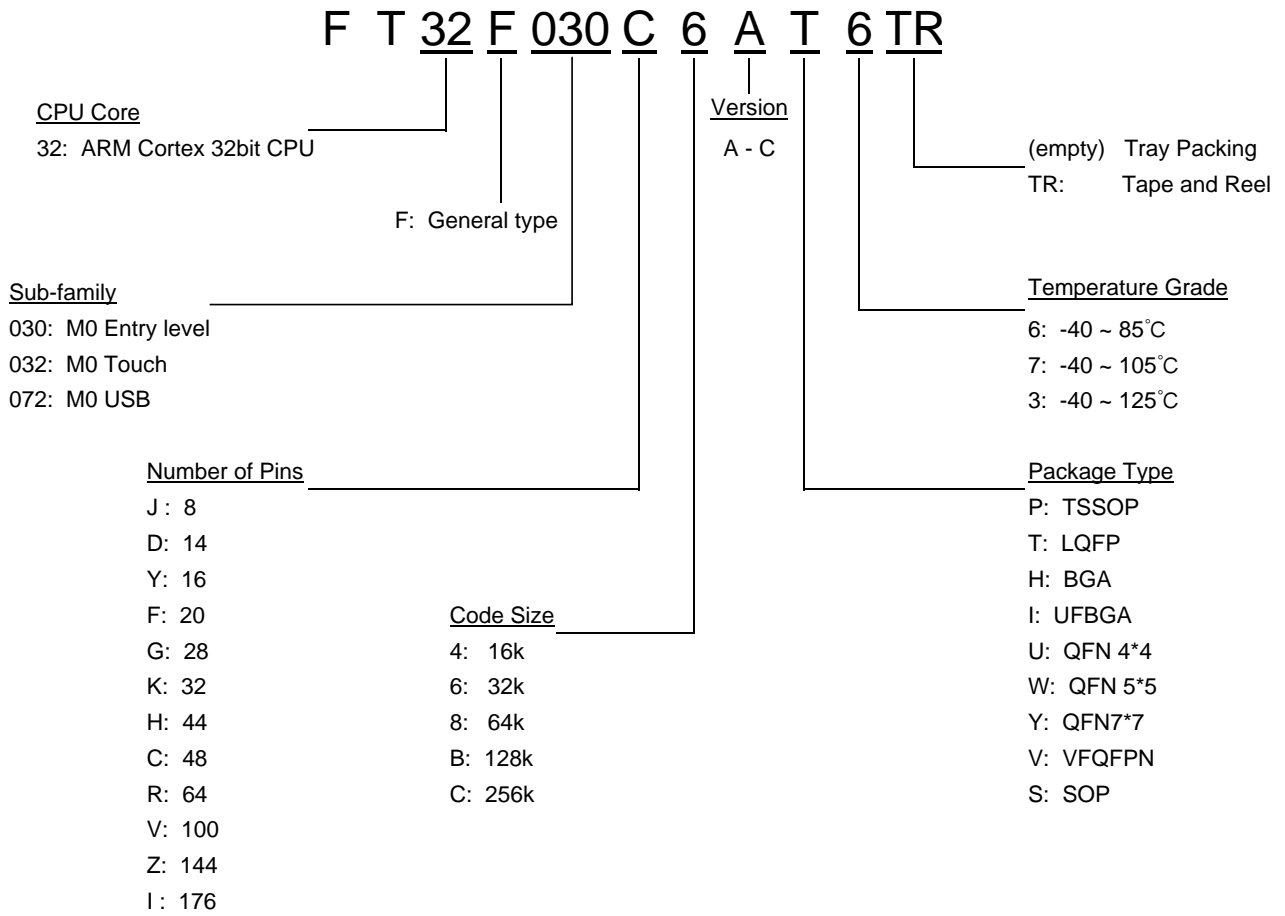 F T 32 F 030 C 6 A T 6 TR
CPU Core
32: ARM Cortex 32bit CPU
F: General type
Version
A - C
(empty) Tray Packing
TR: Tape and Reel
Sub-family
030: M0 Entry level
032: M0 Touch
072: M0 USB
Temperature Grade
6: -40 ~ 85°C
7: -40 ~ 105°C
3: -40 ~ 125°C
Number of Pins
J : 8
D: 14
Y: 16
F: 20
G: 28
K: 32
H: 44
C: 48
R: 64
V: 100
Z: 144
I : 176
Code Size
4: 16k
6: 32k
8: 64k
B: 128k
C: 256k
Package Type
P: TSSOP
T: LQFP
H: BGA
I: UFBGA
U: QFN 4*4
W: QFN 5*5
Y: QFN7*7
V: VFQFPN
S: SOP